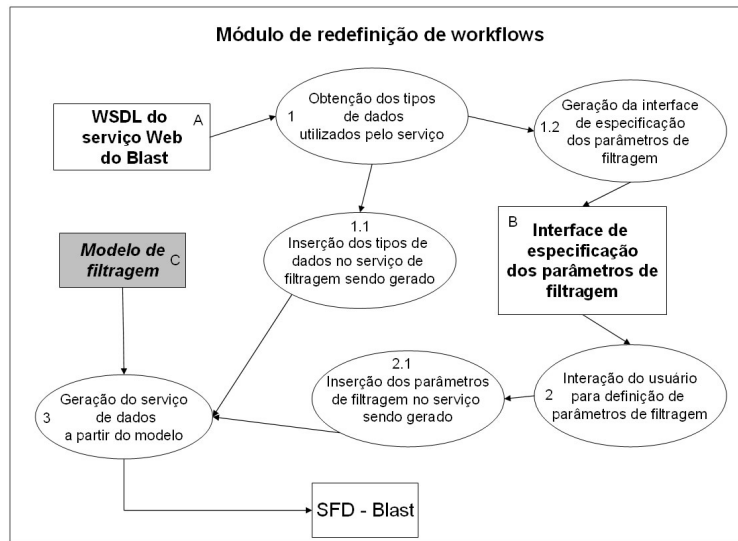 Módulo de redefinição de workflows
WSDL do
serviço Web
do Blast
A
1
Obtenção dos tipos
de dados
utilizados pelo serviço
1.2
Geração da interface
de especificação
dos parâmetros de
filtragem
1.1
Inserção dos tipos de
dados no serviço de
filtragem sendo gerado
B
Interface de
especificação
dos parâmetros de
filtragem
Modelo de
filtragem
C
2.1
Inserção dos parâmetros
de filtragem no serviço
sendo gerado
2
Interação do usuário
para definição de
parâmetros de filtragem
3
Geração do serviço
de dados
a partir do modelo
SFD - Blast